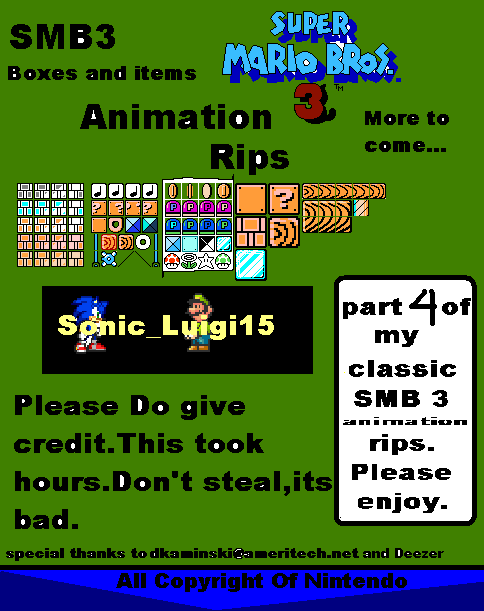 SMB3
Boxes and items
SUPER
MARIO BROS.
3 TM
Animation
Rips
More to
come...
?
P P P P
P P P P
Sonic_Luigi15
part 4 of
my
classic
SMB 3
animation
rips.
Please
enjoy.
Please Do give
credit.This took
hours.Don't steal,its
bad.
special thanks to dkaminski@ameritech.net and Deezer
All Copyright Of Nintendo